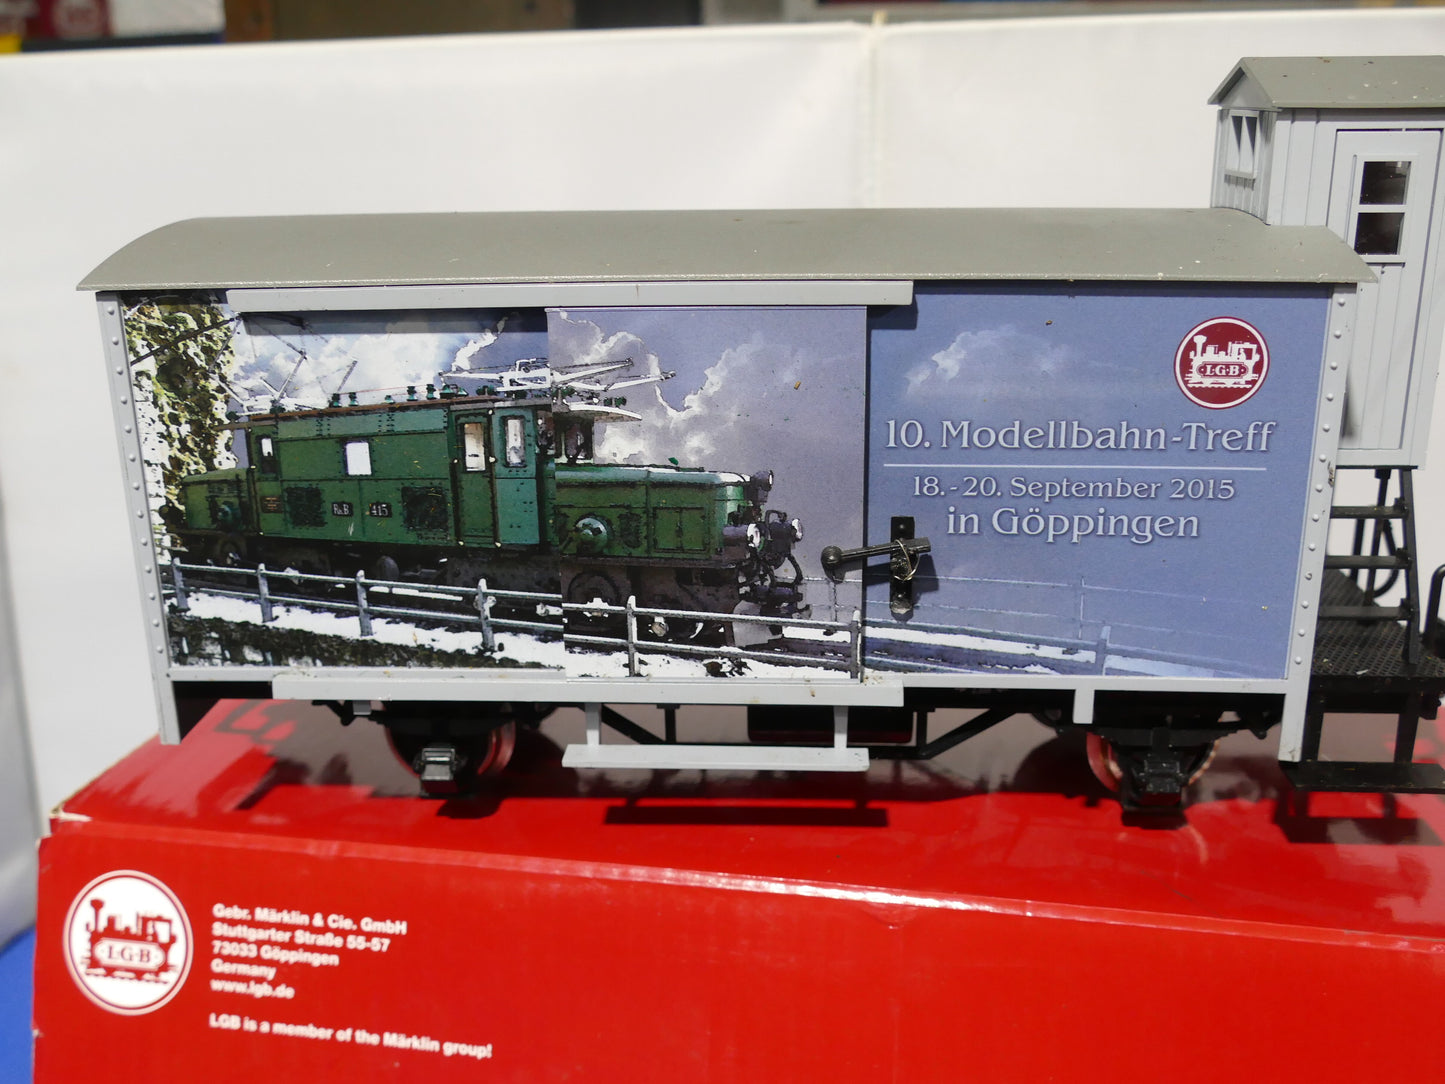 LGB
10. Modellbahn-Treff
18.-20. September 2015
in Göppingen
RhB 415
LGB
Gebr. Märklin & Cie. GmbH
Stuttgarter Straße 55-57
73033 Göppingen
Germany
www.lgb.de
LGB is a member of the Märklin group!